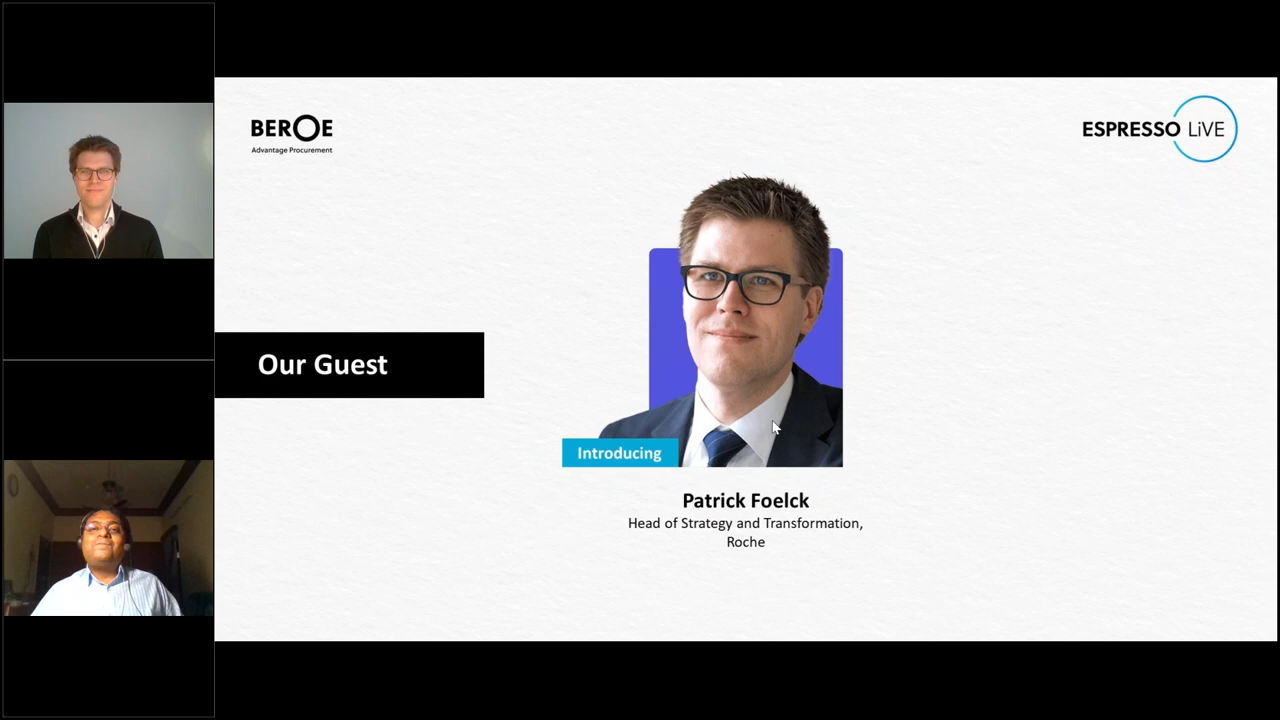 BEROE
Advantage Procurement
ESPRESSO LiVE
Our Guest
Introducing
Patrick Foelck
Head of Strategy and Transformation,
Roche